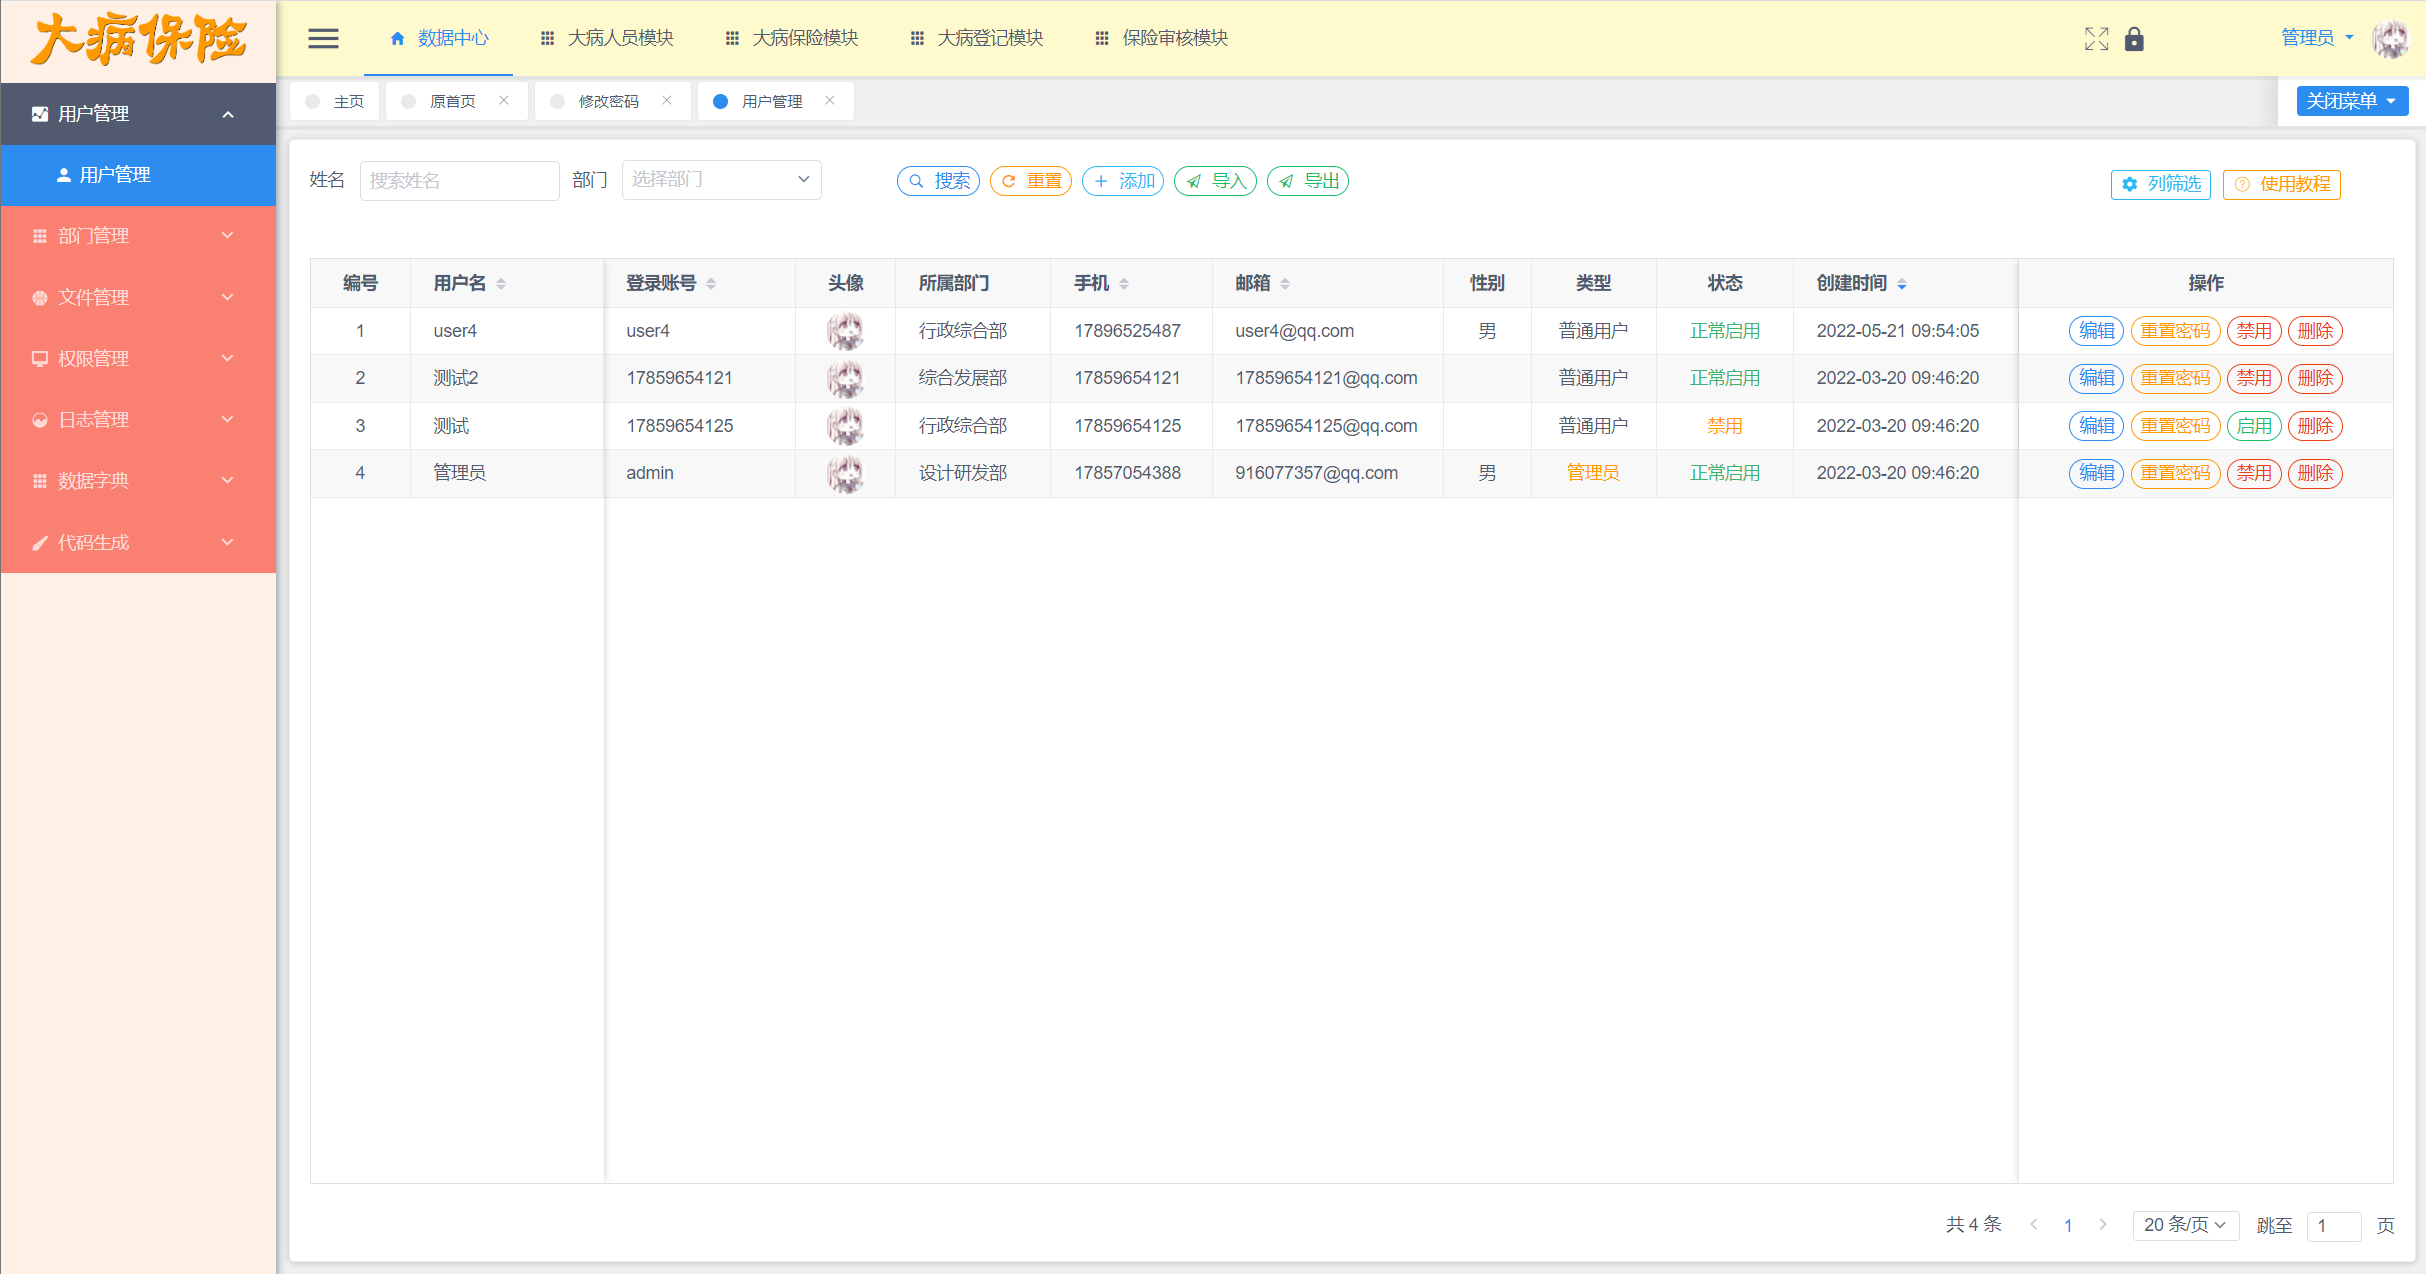 大病保险
数据中心 大病人员模块 大病保险模块 大病登记模块 保险审核模块 管理员
主页 原首页 修改密码 用户管理 关闭菜单
用户管理
用户管理
部门管理
文件管理
权限管理
日志管理
数据字典
代码生成
姓名 搜索姓名 部门 选择部门 搜索 重置 添加 导入 导出 列筛选 使用教程
编号 用户名 登录账号 头像 所属部门 手机 邮箱 性别 类型 状态 创建时间 操作
1 user4 user4 行政综合部 17896525487 user4@qq.com 男 普通用户 正常启用 2022-05-21 09:54:05 编辑 重置密码 禁用 删除
2 测试2 17859654121 综合发展部 17859654121 17859654121@qq.com 普通用户 正常启用 2022-03-20 09:46:20 编辑 重置密码 禁用 删除
3 测试 17859654125 行政综合部 17859654125 17859654125@qq.com 普通用户 禁用 2022-03-20 09:46:20 编辑 重置密码 启用 删除
4 管理员 admin 设计研发部 17857054388 916077357@qq.com 男 管理员 正常启用 2022-03-20 09:46:20 编辑 重置密码 禁用 删除
共 4 条 1 20 条/页 跳至 1 页